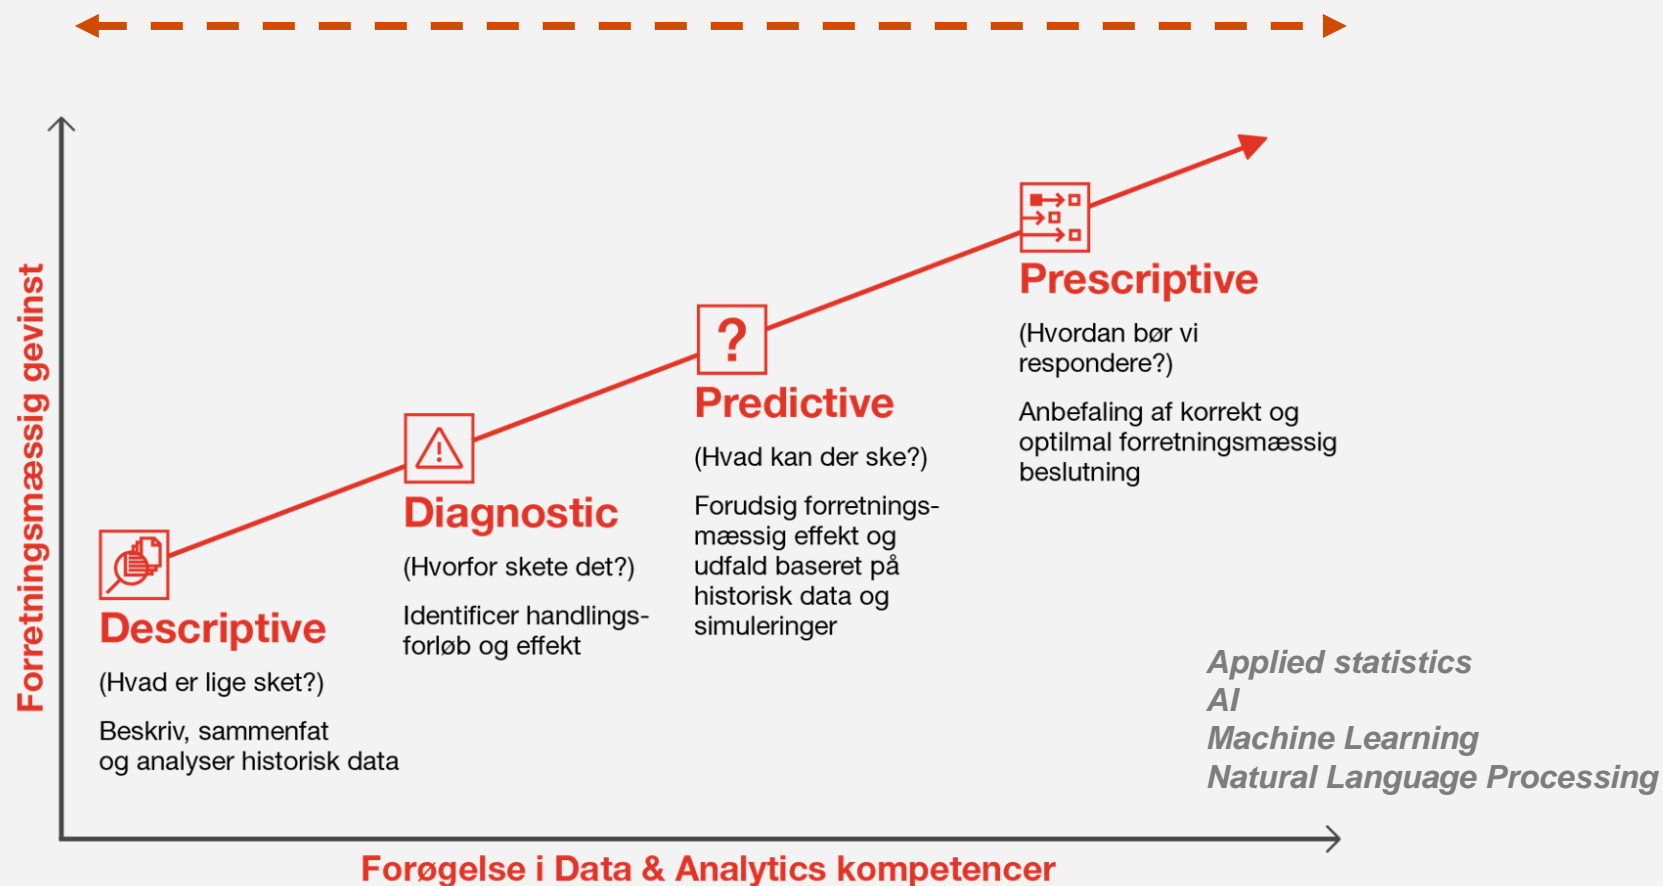 Forretningsmæssig gevinst
Descriptive
(Hvad er lige sket?)
Beskriv, sammenfat
og analyser historisk data
Diagnostic
(Hvorfor skete det?)
Identificer handlings-
forløb og effekt
?
Predictive
(Hvad kan der ske?)
Forudsig forretnings-
mæssig effekt og
udfald baseret på
historisk data og
simuleringer
Prescriptive
(Hvordan bør vi
respondere?)
Anbefaling af korrekt og
optilmal forretningsmæssig
beslutning
Applied statistics
AI
Machine Learning
Natural Language Processing
Forøgelse i Data & Analytics kompetencer